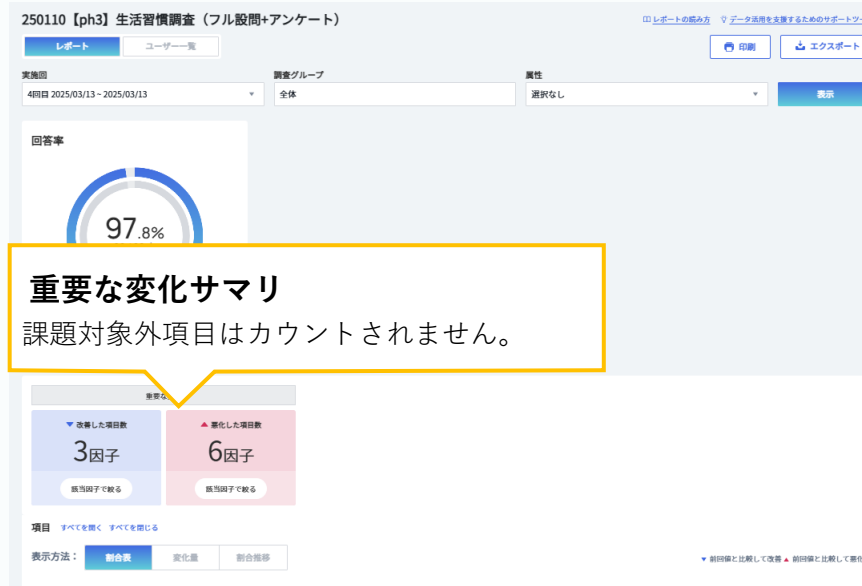 250110【ph3】生活習慣調査（フル設問+アンケート）
レポートの読み方 データ活用を支援するためのサポートツー
レポート ユーザー一覧
印刷 エクスポート
実施回 調査グループ 属性
4回目 2025/03/13 ~ 2025/03/13 全体 選択なし 表示
回答率
97.8%
重要な変化サマリ
課題対象外項目はカウントされません。
重要な
▼ 改善した項目数 ▲ 悪化した項目数
3因子 6因子
該当因子で絞る 該当因子で絞る
項目 すべてを開く すべてを閉じる
表示方法： 割合表 変化量 割合推移
▼ 前回値と比較して改善 ▲ 前回値と比較して悪化